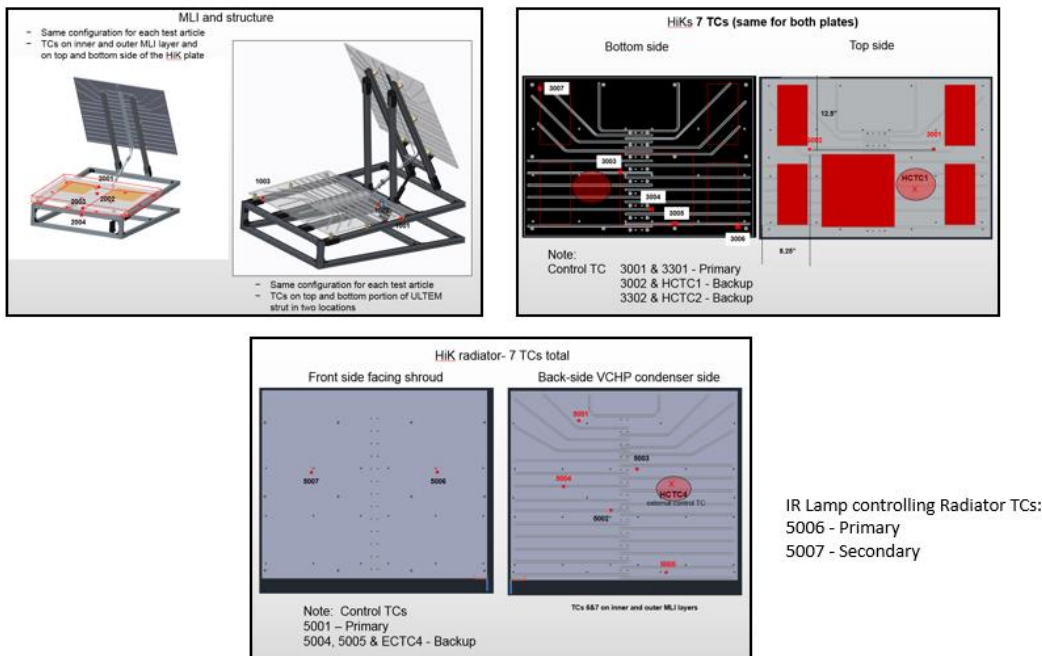 MLI and structure
- Same configuration for each test article
- TCs on inner and outer MLI layer and
on top and bottom side of the HiK plate
2001
2002
2003
2004
1003
1001
- Same configuration for each test article
- TCs on top and bottom portion of ULTEM
strut in two locations
HiKs 7 TCs (same for both plates)
Bottom side
Top side
3007
3003
3004
3005
3006
12.5"
3001
HCTC1
X
8.25"
Note:
Control TC 3001 & 3301 - Primary
3002 & HCTC1 - Backup
3302 & HCTC2 - Backup
HiK radiator- 7 TCs total
Front side facing shroud
Back-side VCHP condenser side
5007
5006
5001
5003
5004
X
HCTC4
external control TC
5002
TCs 6&7 on inner and outer MLI layers
Note: Control TCs
5001 – Primary
5004, 5005 & ECTC4 - Backup
IR Lamp controlling Radiator TCs:
5006 - Primary
5007 - Secondary